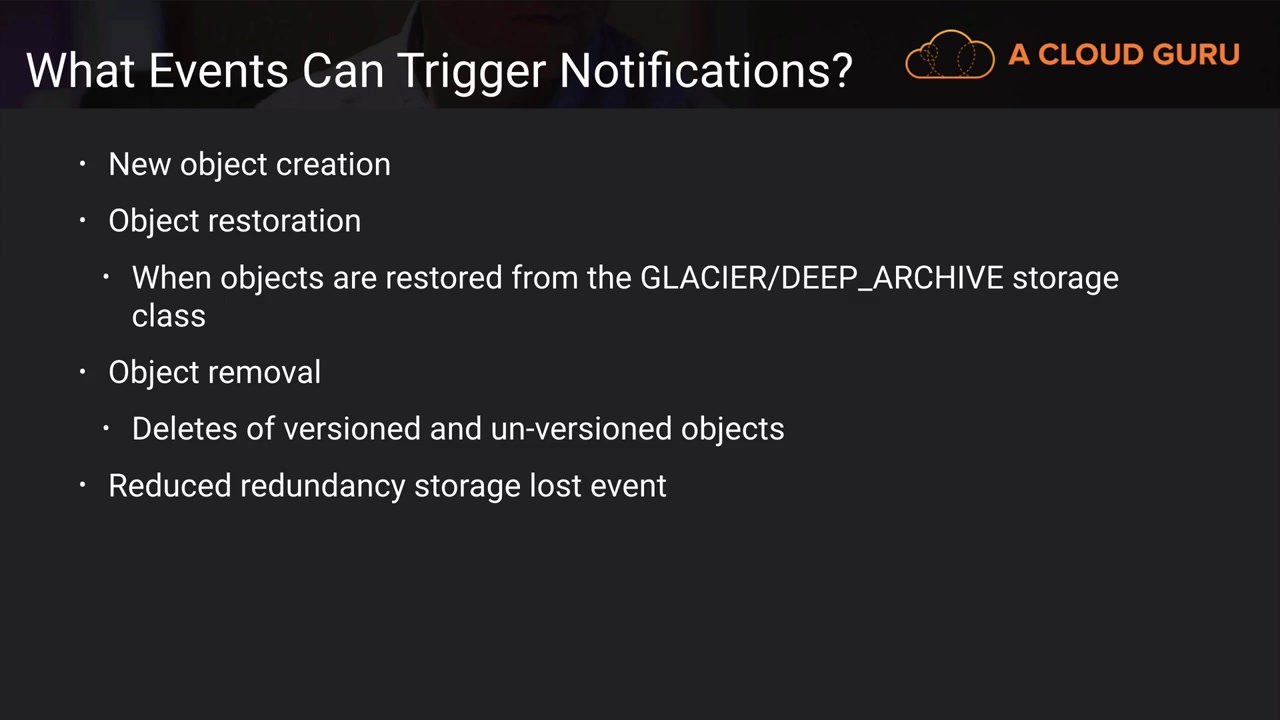 What Events Can Trigger Notifications?
A CLOUD GURU
• New object creation
• Object restoration
• When objects are restored from the GLACIER/DEEP_ARCHIVE storage
class
• Object removal
• Deletes of versioned and un-versioned objects
• Reduced redundancy storage lost event